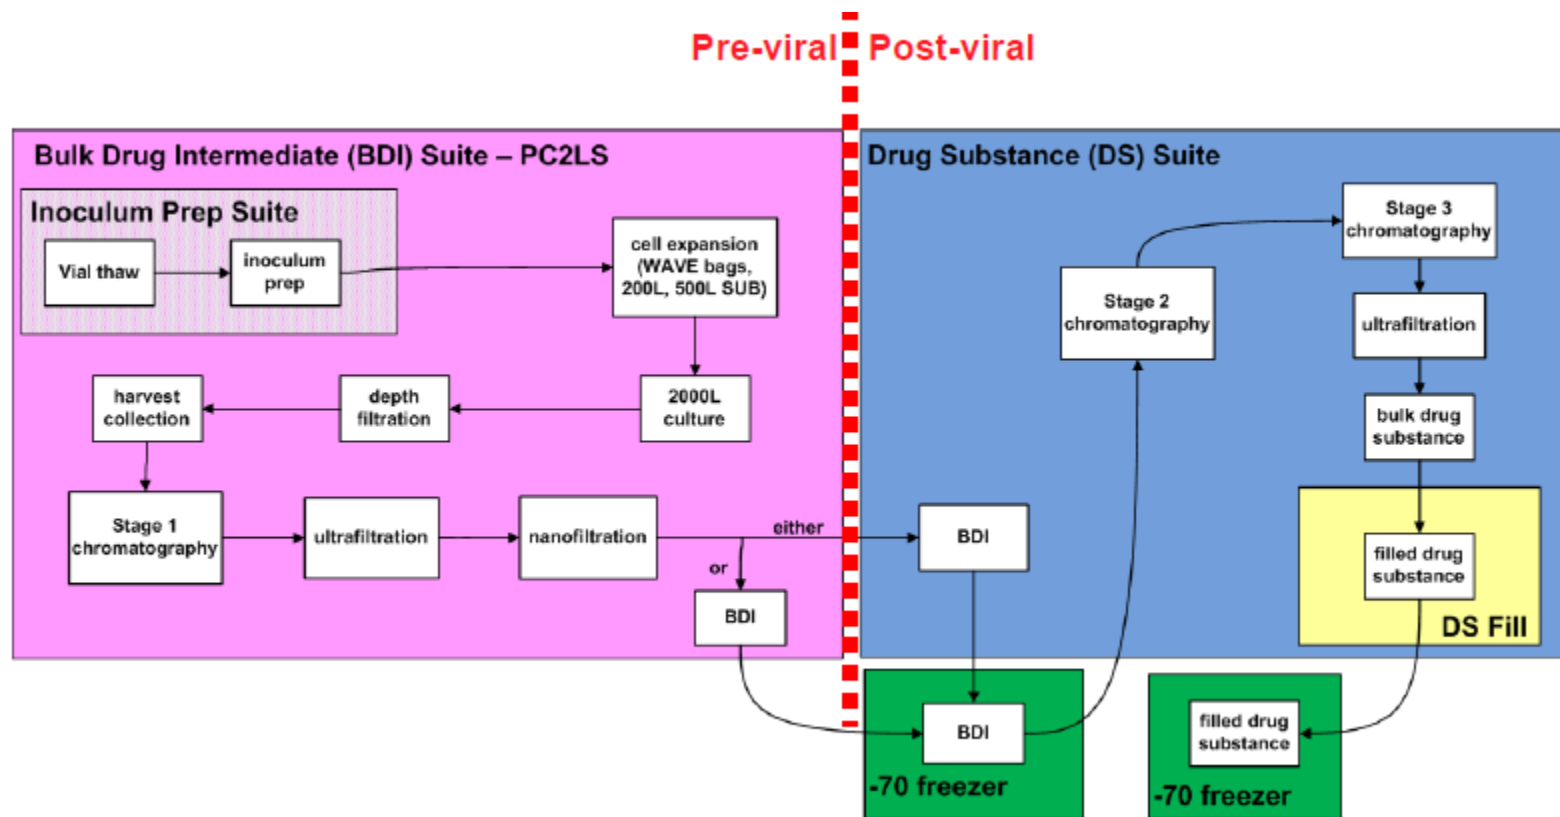 Pre-viral
Post-viral
Bulk Drug Intermediate (BDI) Suite – PC2LS
Inoculum Prep Suite
Vial thaw
inoculum
prep
cell expansion
(WAVE bags,
200L, 500L SUB)
harvest
collection
depth
filtration
2000L
culture
Stage 1
chromatography
ultrafiltration
nanofiltration
either
or
BDI
Drug Substance (DS) Suite
Stage 3
chromatography
Stage 2
chromatography
ultrafiltration
bulk drug
substance
BDI
filled drug
substance
DS Fill
BDI
-70 freezer
filled drug
substance
-70 freezer